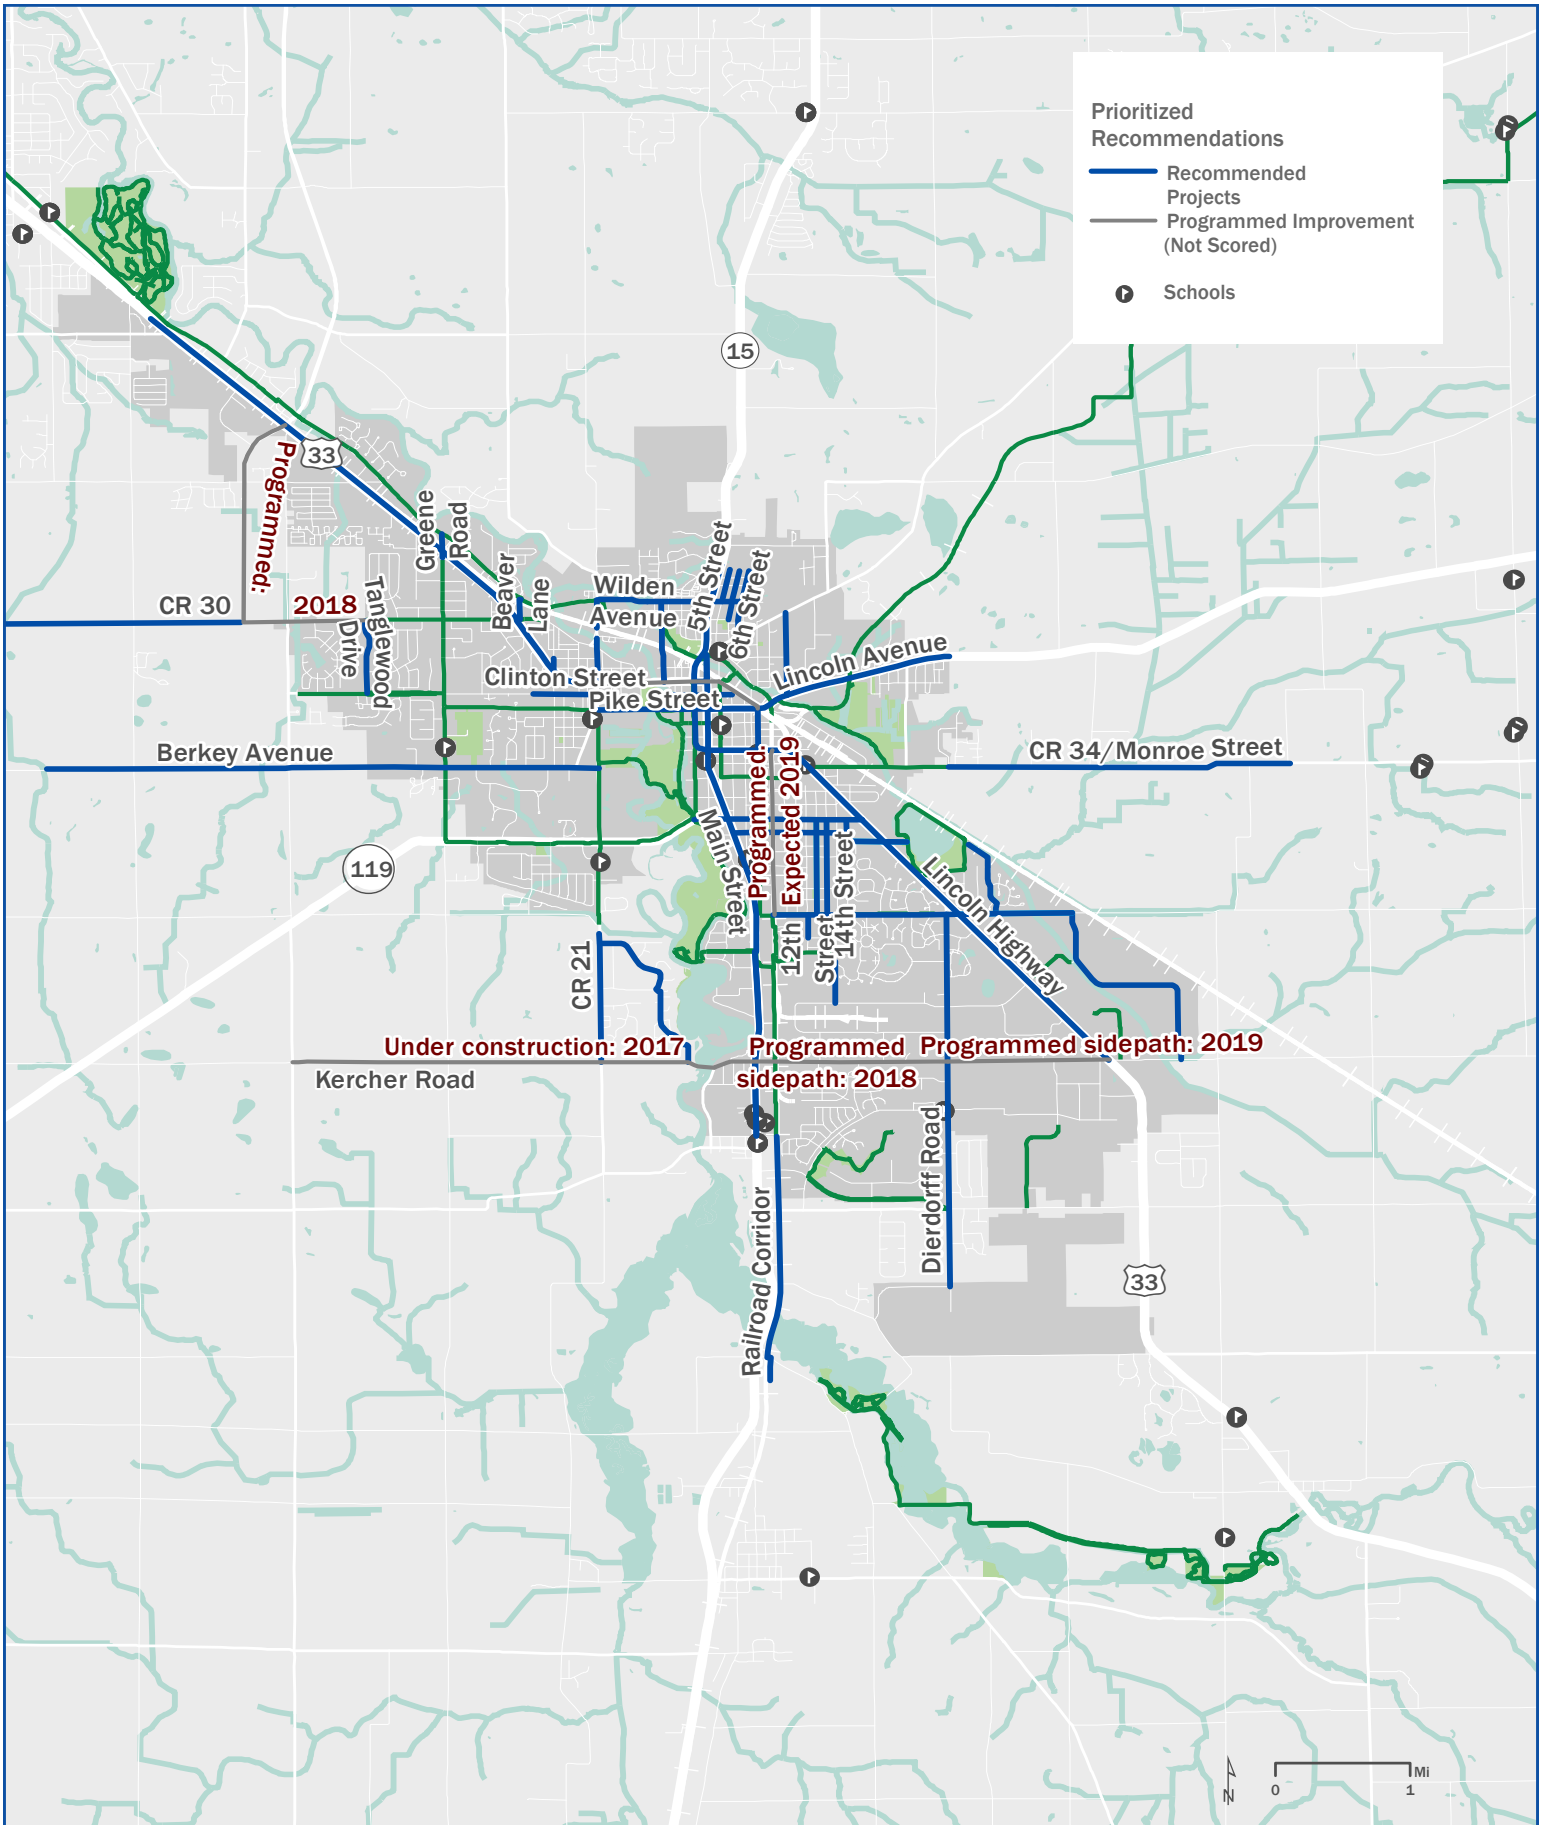 Prioritized
Recommendations
Recommended
Projects
Programmed Improvement
(Not Scored)
Schools
15
33
Programmed:
2018
Greene
Road
Beaver
Lane
Wilden
Avenue
5th Street
6th Street
CR 30
Tanglewood
Drive
Clinton Street
Pike Street
Lincoln Avenue
Berkey Avenue
CR 34/Monroe Street
Programmed:
Expected 2019
Main Street
119
12th
Street
14th Street
Lincoln Highway
CR 21
Under construction: 2017
Programmed
sidepath: 2018
Programmed sidepath: 2019
Kercher Road
Dierdorff Road
Railroad Corridor
33
N
0
1
Mi